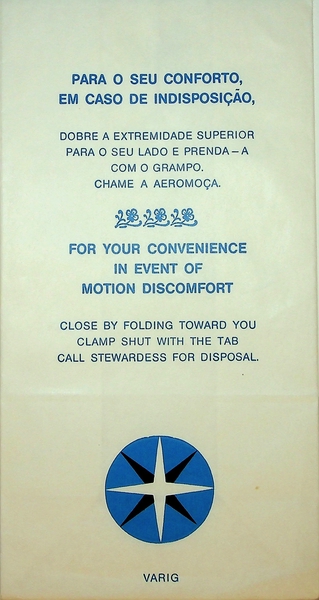 PARA O SEU CONFORTO,
EM CASO DE INDISPOSIÇÃO,
DOBRE A EXTREMIDADE SUPERIOR
PARA O SEU LADO E PRENDA – A
COM O GRAMPO.
CHAME A AEROMOÇA.
FOR YOUR CONVENIENCE
IN EVENT OF
MOTION DISCOMFORT
CLOSE BY FOLDING TOWARD YOU
CLAMP SHUT WITH THE TAB
CALL STEWARDESS FOR DISPOSAL.
VARIG